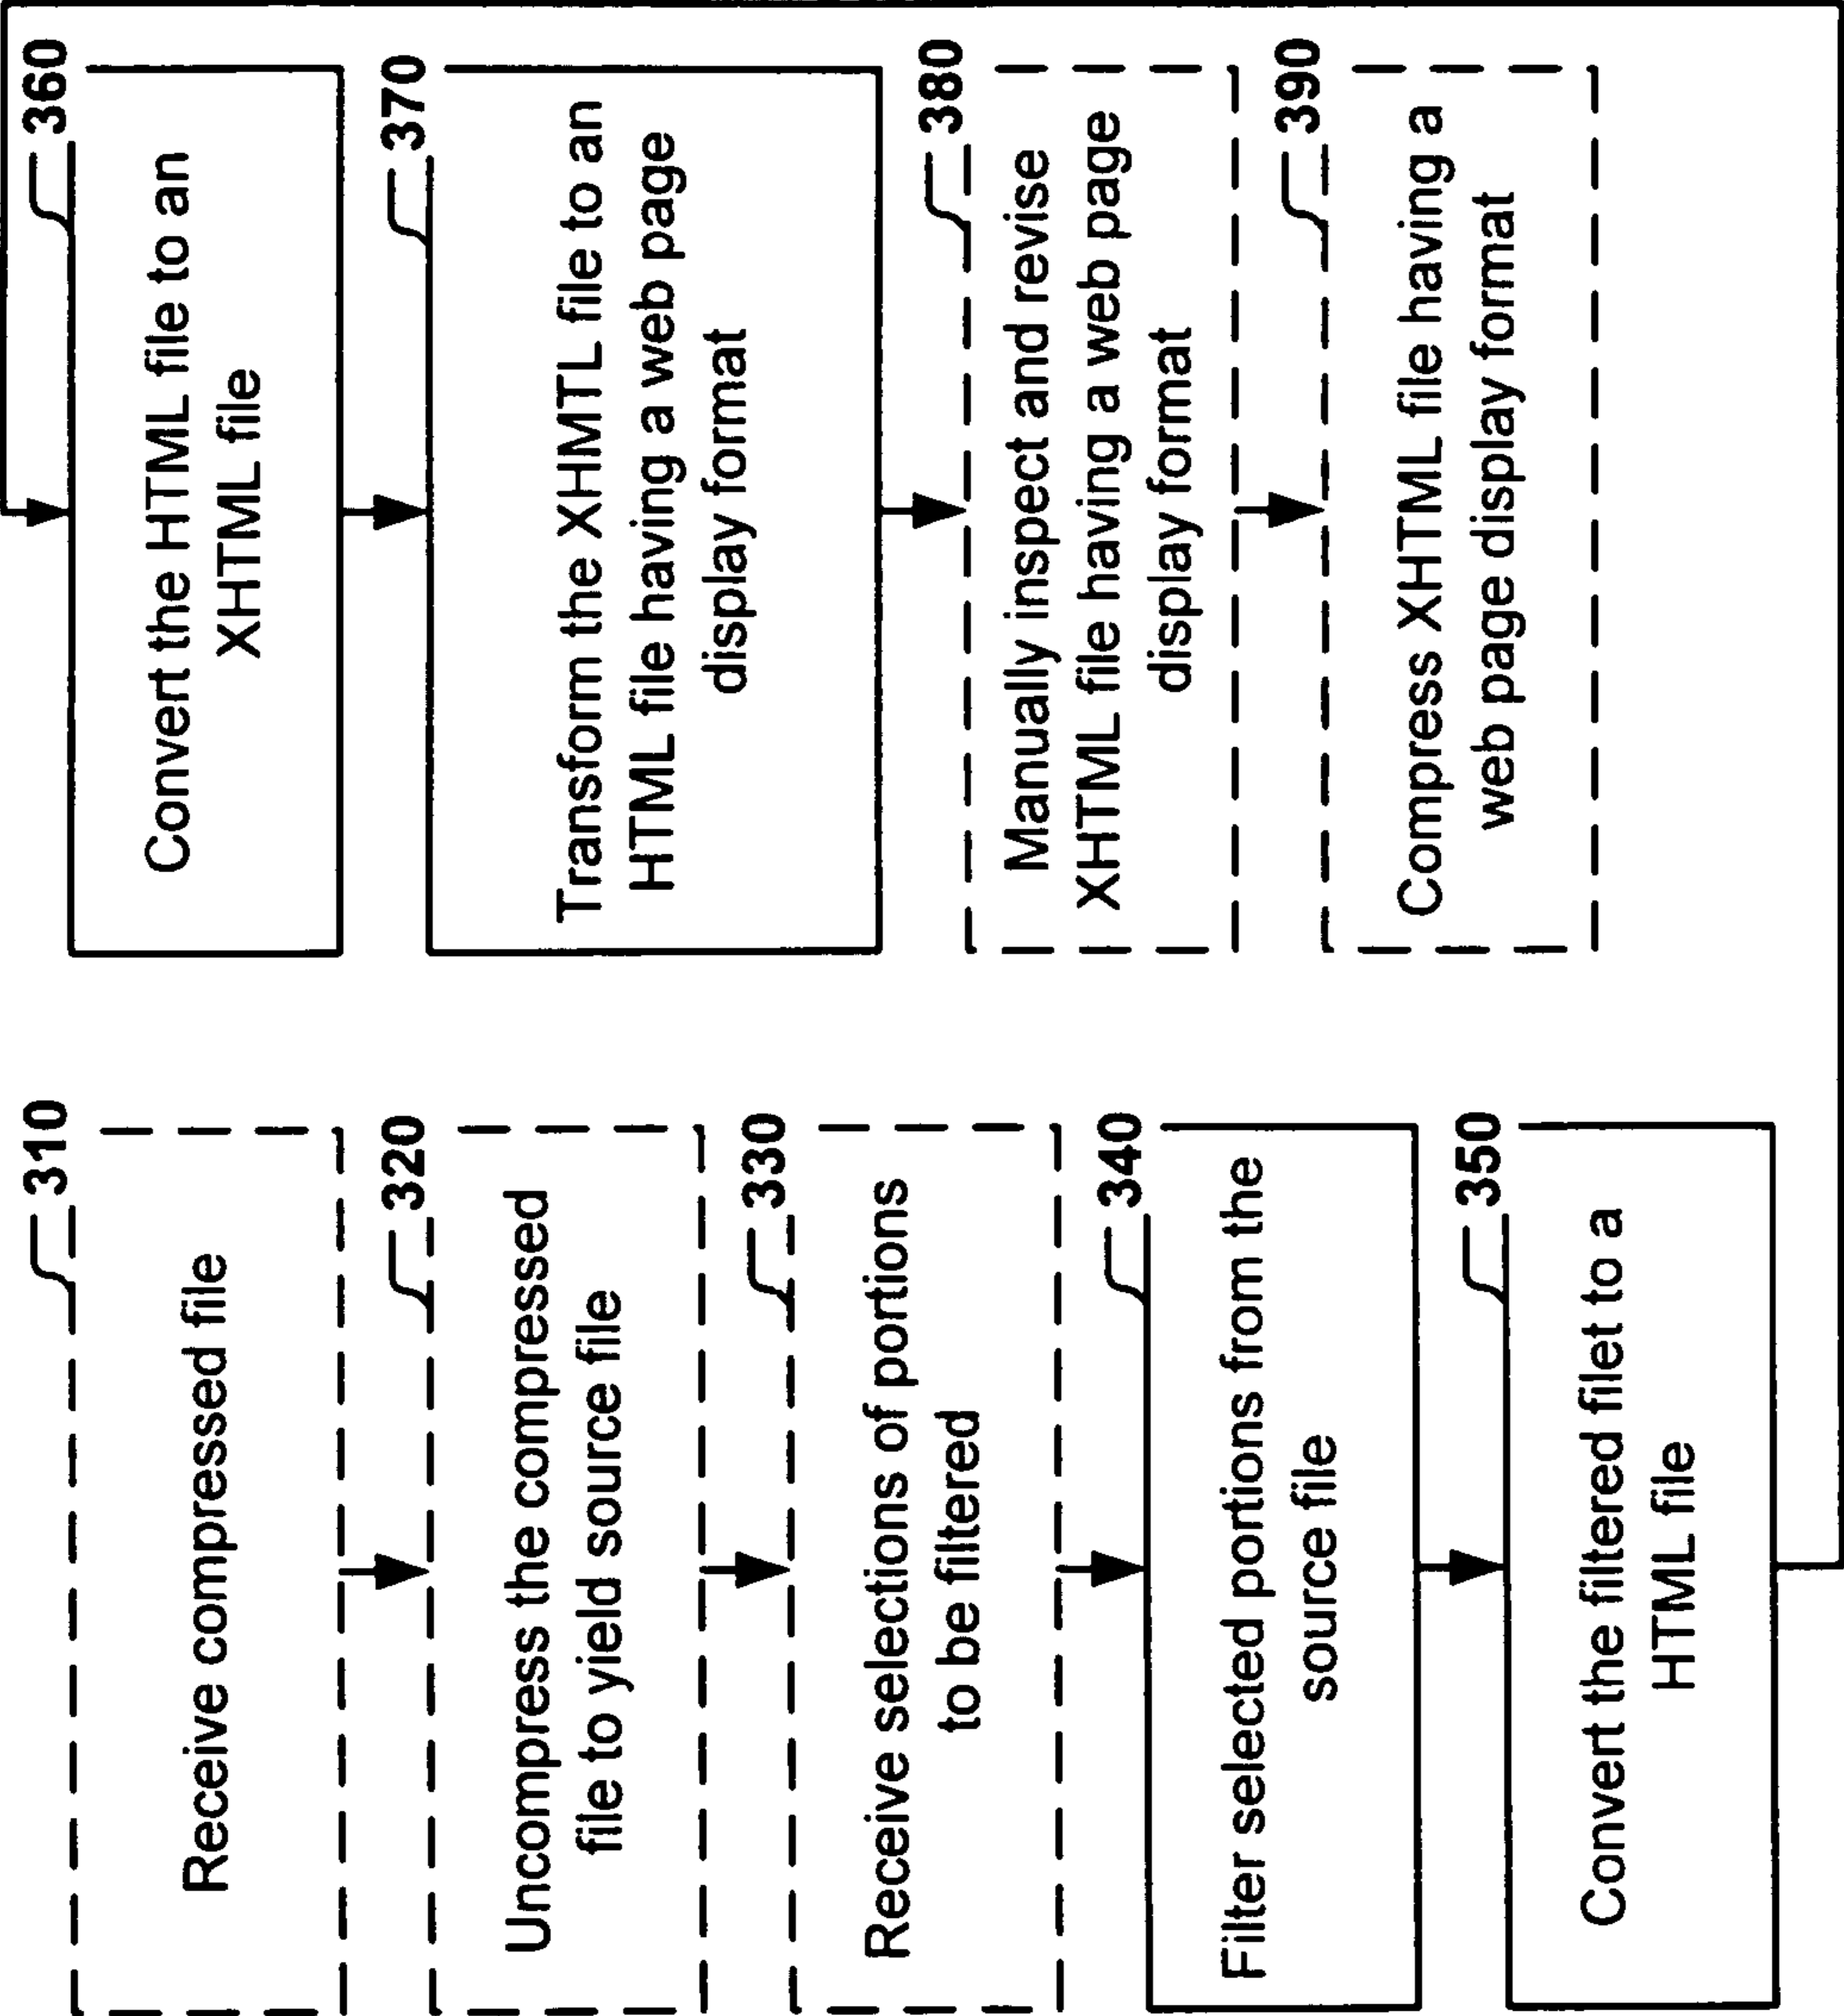 310
Receive compressed file
320
Uncompress the compressed
file to yield source file
330
Receive selections of portions
to be filtered
340
Filter selected portions from the
source file
350
Convert the filtered filet to a
HTML file
360
Convert the HTML file to an
XHTML file
370
Transform the XHMTL file to an
HTML file having a web page
display format
380
Manually inspect and revise
XHTML file having a web page
display format
390
Compress XHTML file having a
web page display format